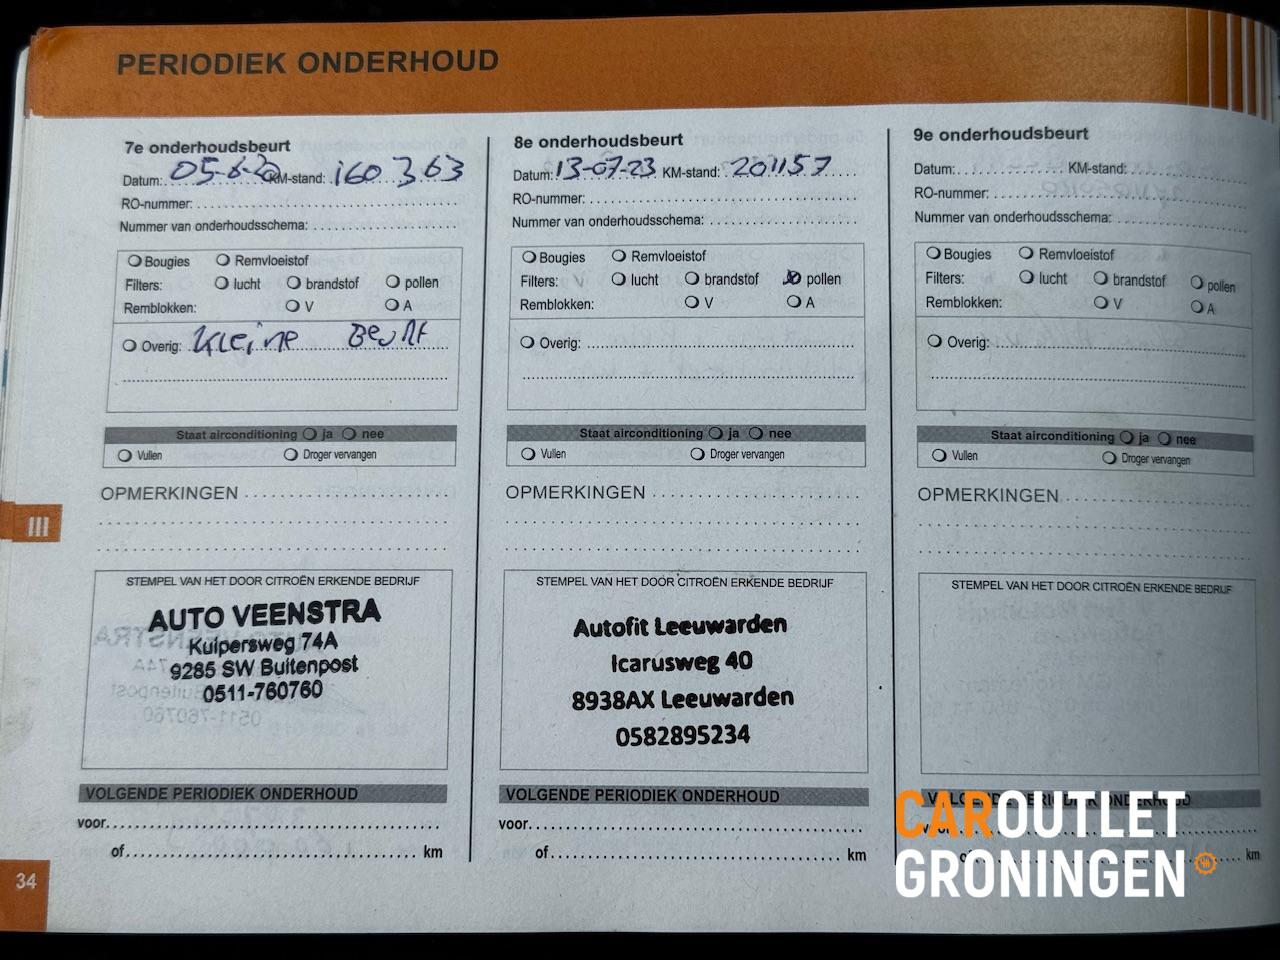 PERIODIEK ONDERHOUD
7e onderhoudsbeurt
Datum: 05-6-20 KM-stand: 160363
RO-nummer:
Nummer van onderhoudsschema:
Bougies Remvloeistof
Filters: lucht brandstof pollen
Remblokken: V A
Overig: Kleine Beurt
Staat airconditioning ja nee
Vullen Droger vervangen
OPMERKINGEN
STEMPEL VAN HET DOOR CITROËN ERKENDE BEDRIJF
AUTO VEENSTRA
Kuipersweg 74A
9285 SW Buitenpost
0511-760760
VOLGENDE PERIODIEK ONDERHOUD
voor
of km
8e onderhoudsbeurt
Datum: 13-07-23 KM-stand: 201157
RO-nummer:
Nummer van onderhoudsschema:
Bougies Remvloeistof
Filters: lucht brandstof pollen
Remblokken: V A
Overig:
Staat airconditioning ja nee
Vullen Droger vervangen
OPMERKINGEN
STEMPEL VAN HET DOOR CITROËN ERKENDE BEDRIJF
Autofit Leeuwarden
Icarusweg 40
8938AX Leeuwarden
0582895234
VOLGENDE PERIODIEK ONDERHOUD
voor
of km
9e onderhoudsbeurt
Datum: KM-stand:
RO-nummer:
Nummer van onderhoudsschema:
Bougies Remvloeistof
Filters: lucht brandstof pollen
Remblokken: V A
Overig:
Staat airconditioning ja nee
Vullen Droger vervangen
OPMERKINGEN
STEMPEL VAN HET DOOR CITROËN ERKENDE BEDRIJF
VOLGENDE PERIODIEK ONDERHOUD
voor
of km
III
34
CAROUTLET
GRONINGEN